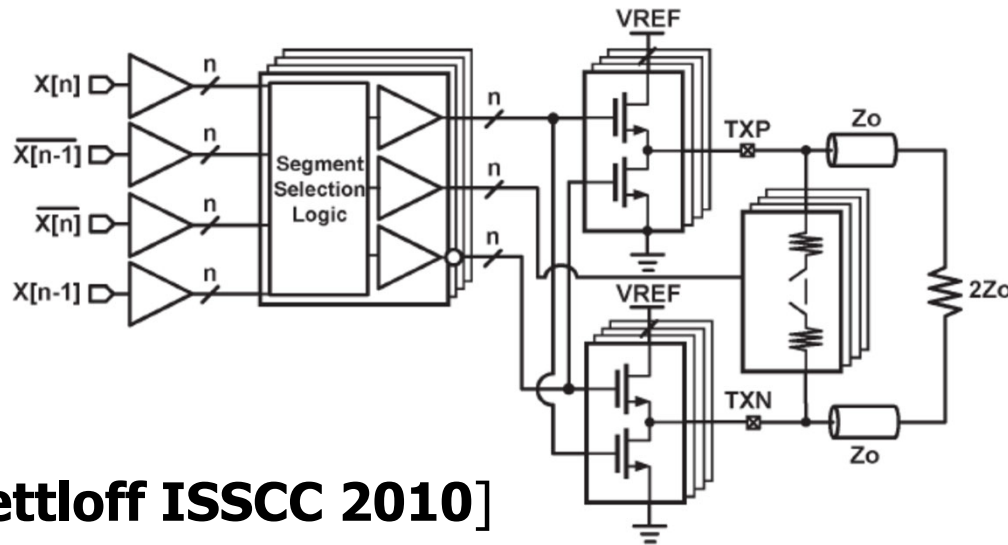 VREF
X[n]
n
n
TXP
Zo
X[n-1]
n
Segment
Selection
Logic
X[n]
n
n
2Zo
VREF
X[n-1]
n
TXN
Zo
ettloff ISSCC 2010]